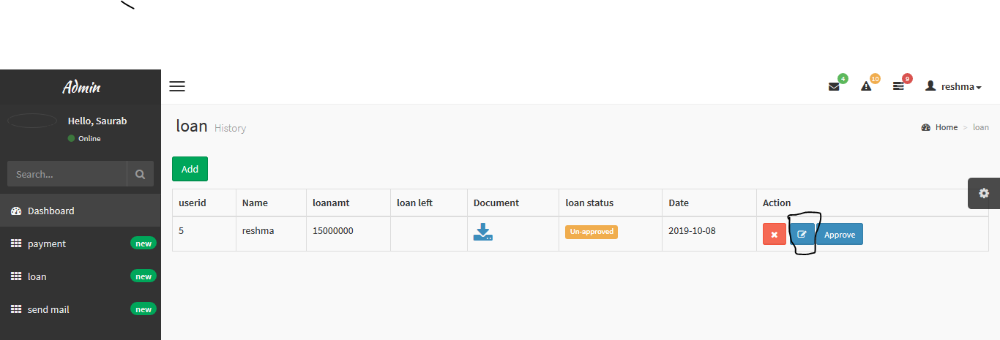 Admin
4 10 9 reshma
Hello, Saurab
Online
loan History
Home > loan
Search...
Add
Dashboard
userid Name loanamt loan left Document loan status Date Action
5 reshma 15000000 Un-approved 2019-10-08 Approve
payment new
loan new
send mail new